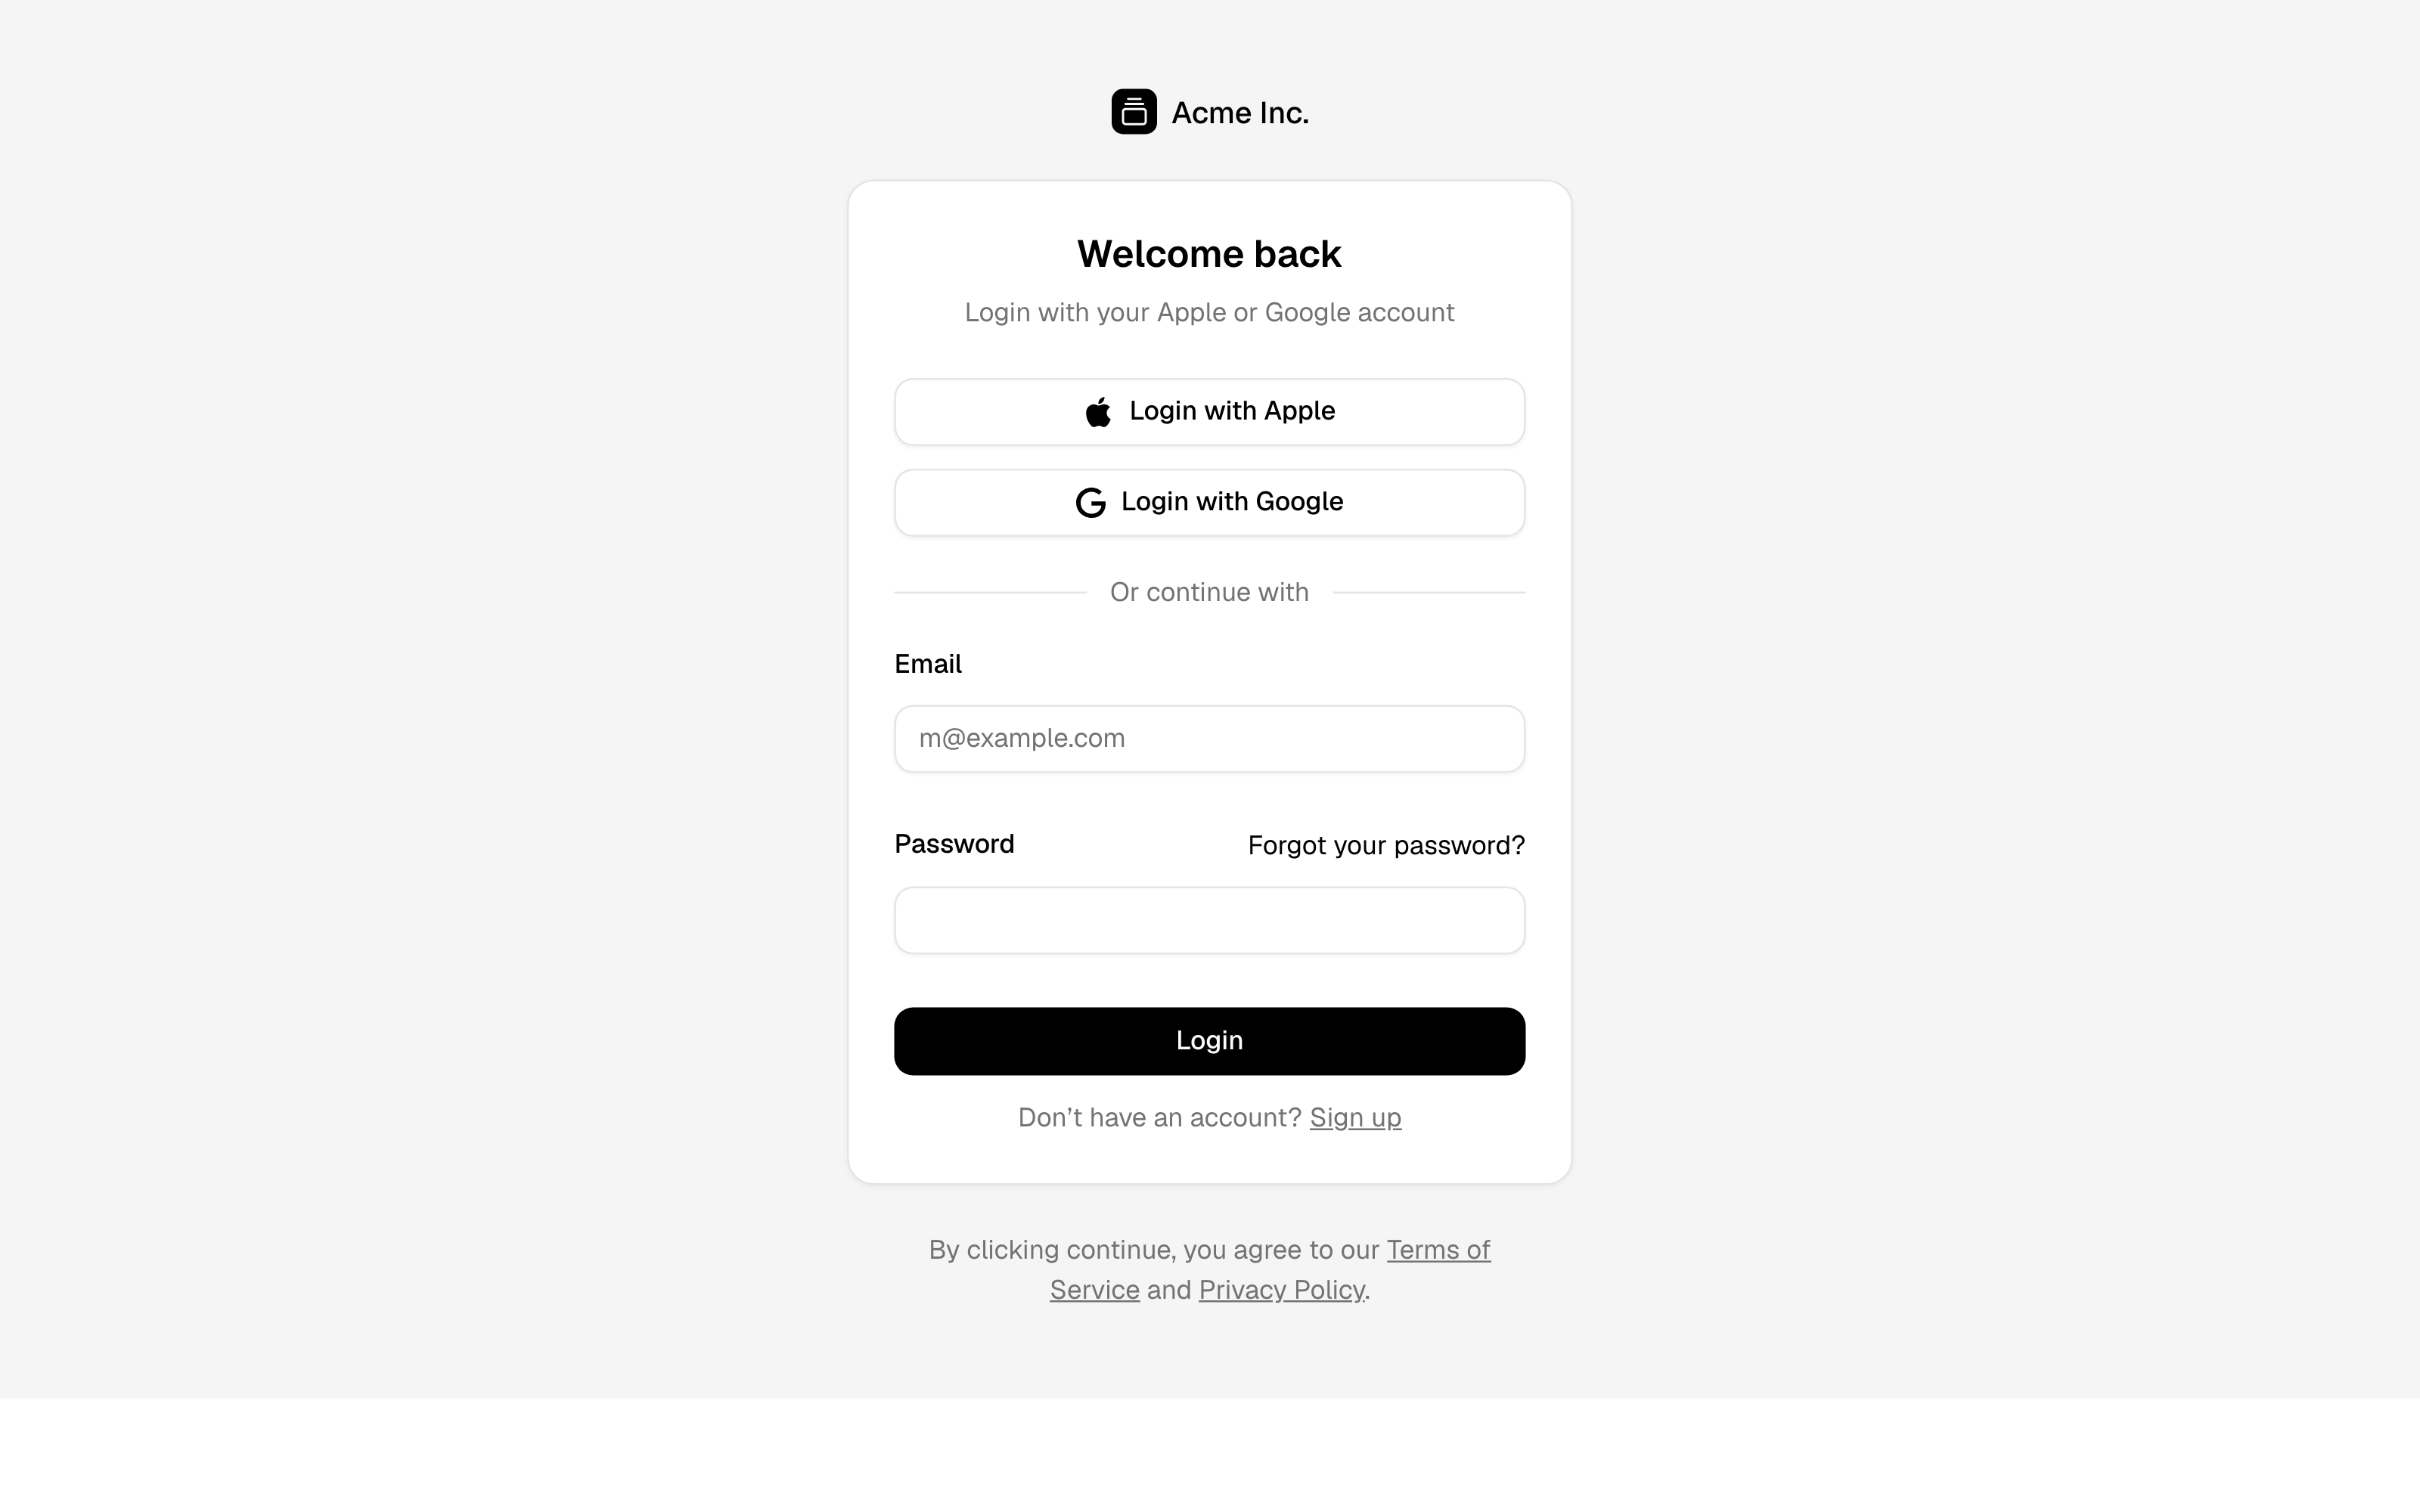 Acme Inc.
Welcome back
Login with your Apple or Google account
Login with Apple
Login with Google
Or continue with
Email
m@example.com
Password
Forgot your password?
Login
Don’t have an account? Sign up
By clicking continue, you agree to our Terms of
Service and Privacy Policy.